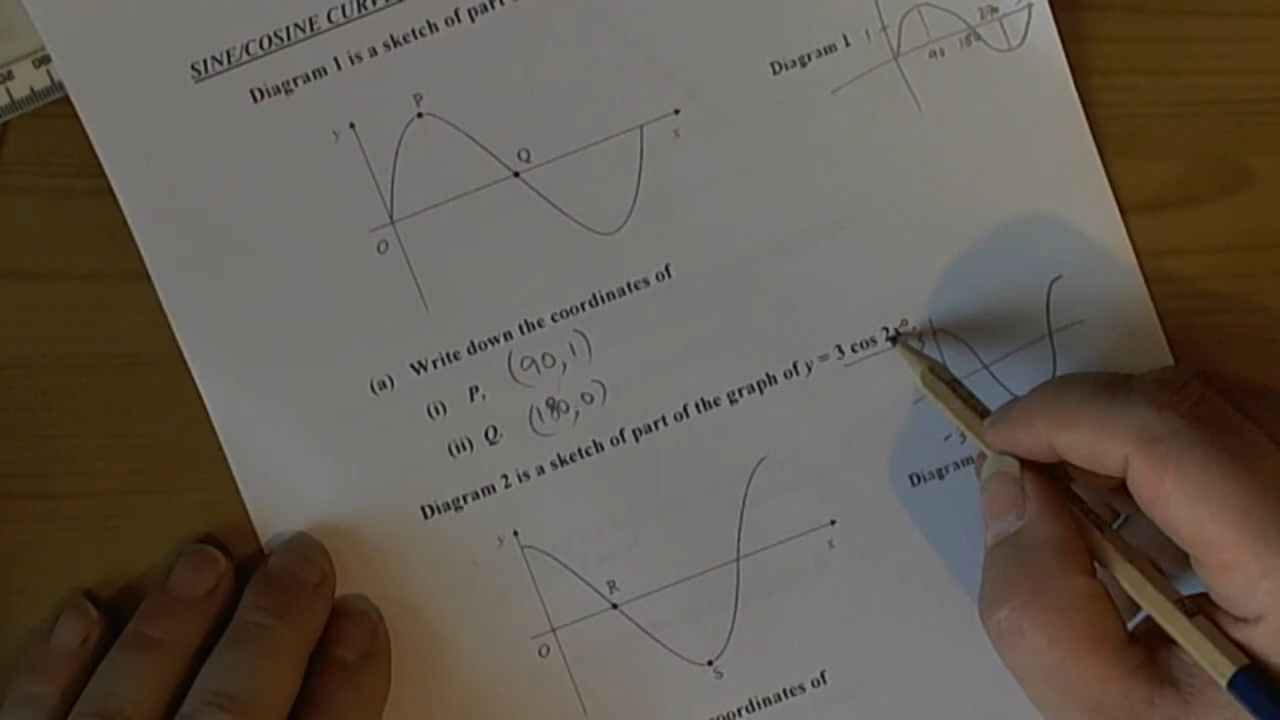 SINE/COSINE
Diagram 1 is a sketch of part
Diagram 1
1
90
180
270
P
y
Q
x
O
(a) Write down the coordinates of
(i) P, (90,1)
(ii) Q. (180,0)
Diagram 2 is a sketch of part of the graph of y = 3 cos 2x°.
3
-3
Diagram
y
R
x
O
S
coordinates of